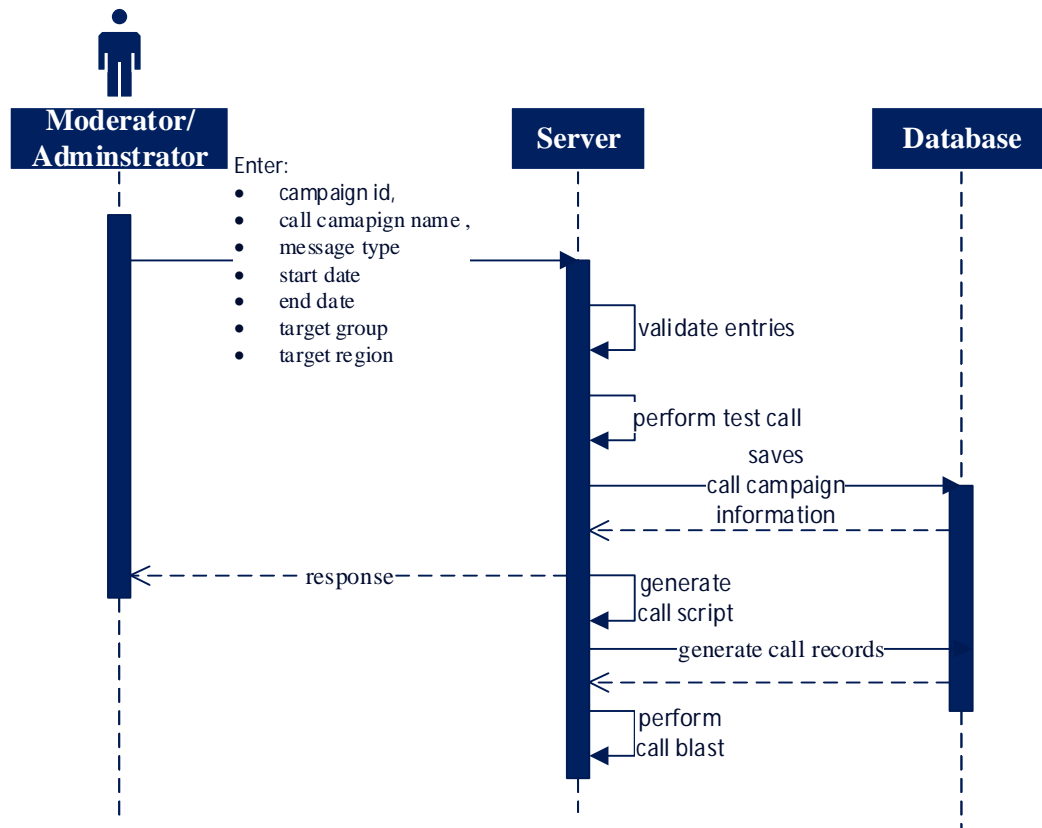 Moderator/
Adminstrator
Server
Database
Enter:
• campaign id,
• call camapign name ,
• message type
• start date
• end date
• target group
• target region
validate entries
perform test call
saves
call campaign
information
response
generate
call script
generate call records
perform
call blast